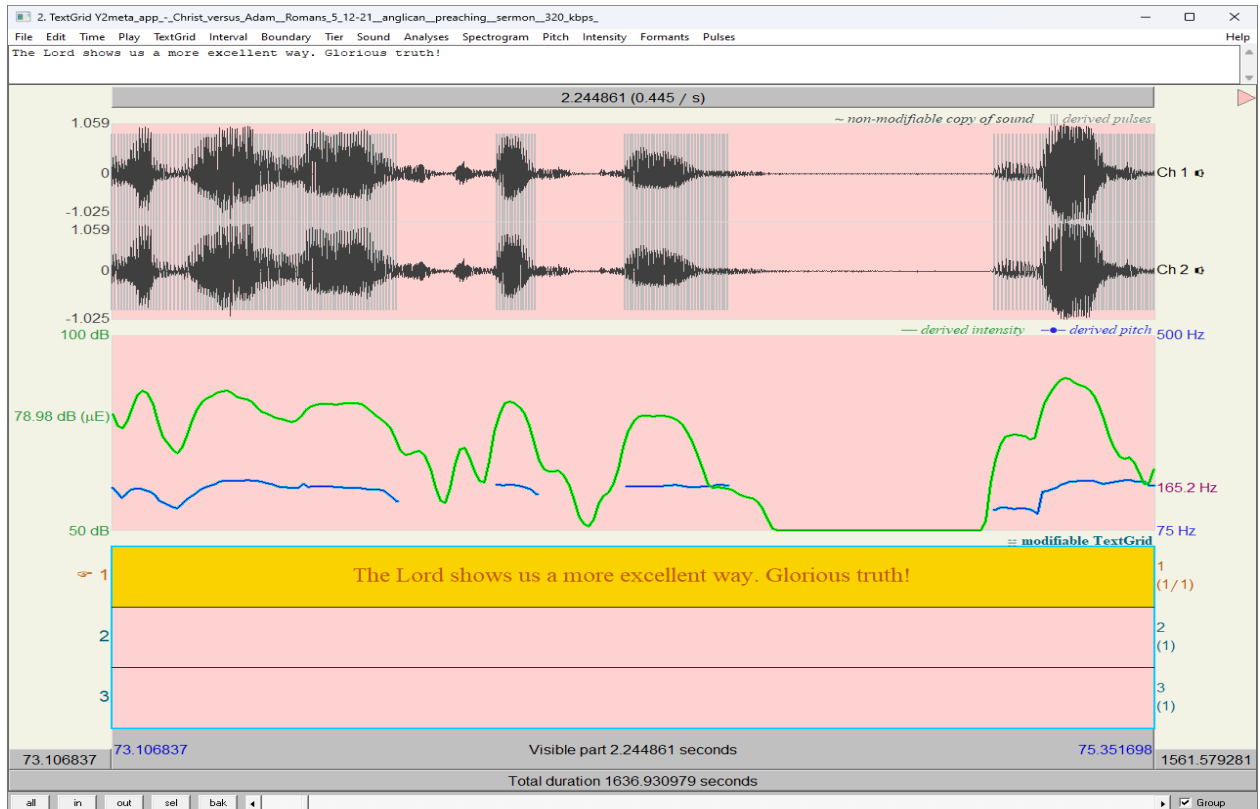 2. TextGrid Y2meta_app_-_Christ_versus_Adam__Romans_5_12-21__anglican__preaching__sermon__320_kbps_
File Edit Time Play TextGrid Interval Boundary Tier Sound Analyses Spectrogram Pitch Intensity Formants Pulses Help
The Lord shows us a more excellent way. Glorious truth!
2.244861 (0.445 / s)
~ non-modifiable copy of sound ||| derived pulses
1.059
0 Ch 1
-1.025
1.059
0 Ch 2
-1.025
100 dB derived intensity derived pitch 500 Hz
78.98 dB (µE)
165.2 Hz
50 dB 75 Hz
modifiable TextGrid
1 The Lord shows us a more excellent way. Glorious truth! 1
(1/1)
2 2
(1)
3 3
(1)
73.106837 73.106837 Visible part 2.244861 seconds 75.351698 1561.579281
Total duration 1636.930979 seconds
all in out sel bak Group